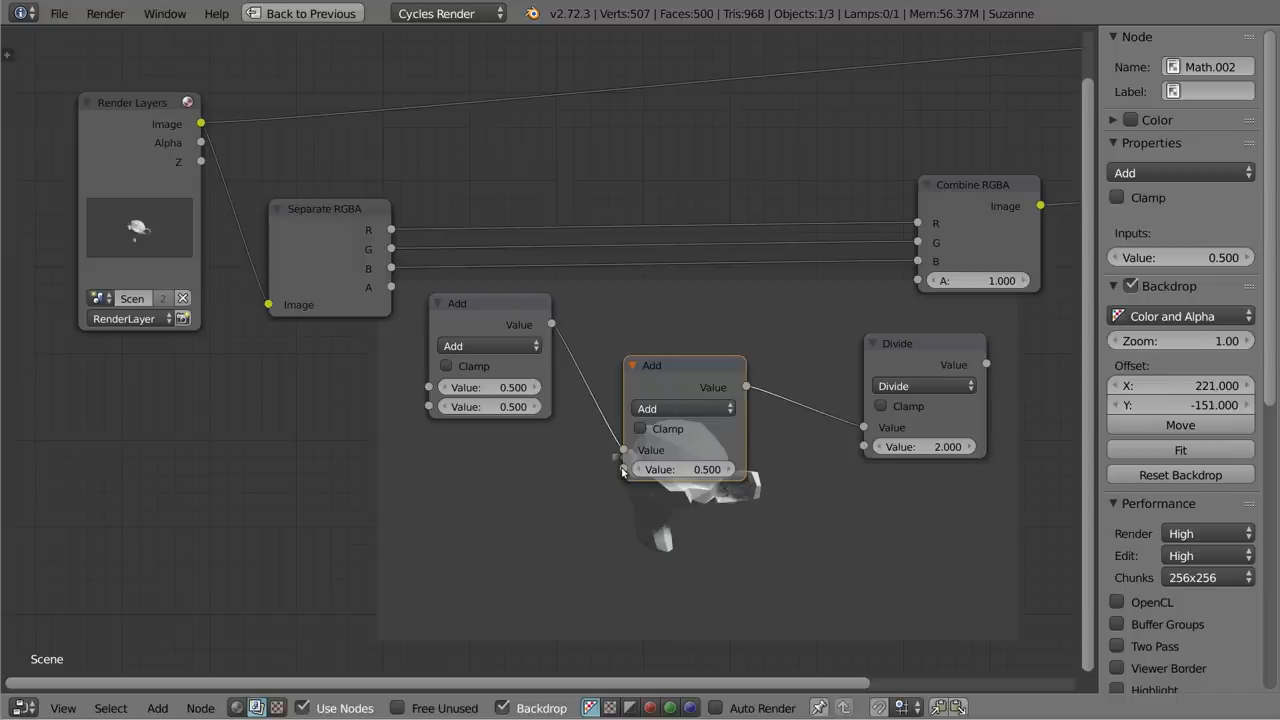 File Render Window Help Back to Previous Cycles Render v2.72.3 | Verts:507 | Faces:500 | Tris:968 | Objects:1/3 | Lamps:0/1 | Mem:56.37M | Suzanne
Render Layers
Image
Alpha
Z
Scen 2
RenderLayer
Separate RGBA
R
G
B
A
Image
Add
Value
Add
Clamp
Value: 0.500
Value: 0.500
Add
Value
Add
Clamp
Value
Value: 0.500
Divide
Value
Divide
Clamp
Value
Value: 2.000
Combine RGBA
Image
R
G
B
A: 1.000
Node
Name: Math.002
Label:
Color
Properties
Add
Clamp
Inputs:
Value: 0.500
Backdrop
Color and Alpha
Zoom: 1.00
Offset:
X: 221.000
Y: -151.000
Move
Fit
Reset Backdrop
Performance
Render High
Edit: High
Chunks 256x256
OpenCL
Buffer Groups
Two Pass
Viewer Border
Highlight
Scene
View Select Add Node Use Nodes Free Unused Backdrop Auto Render